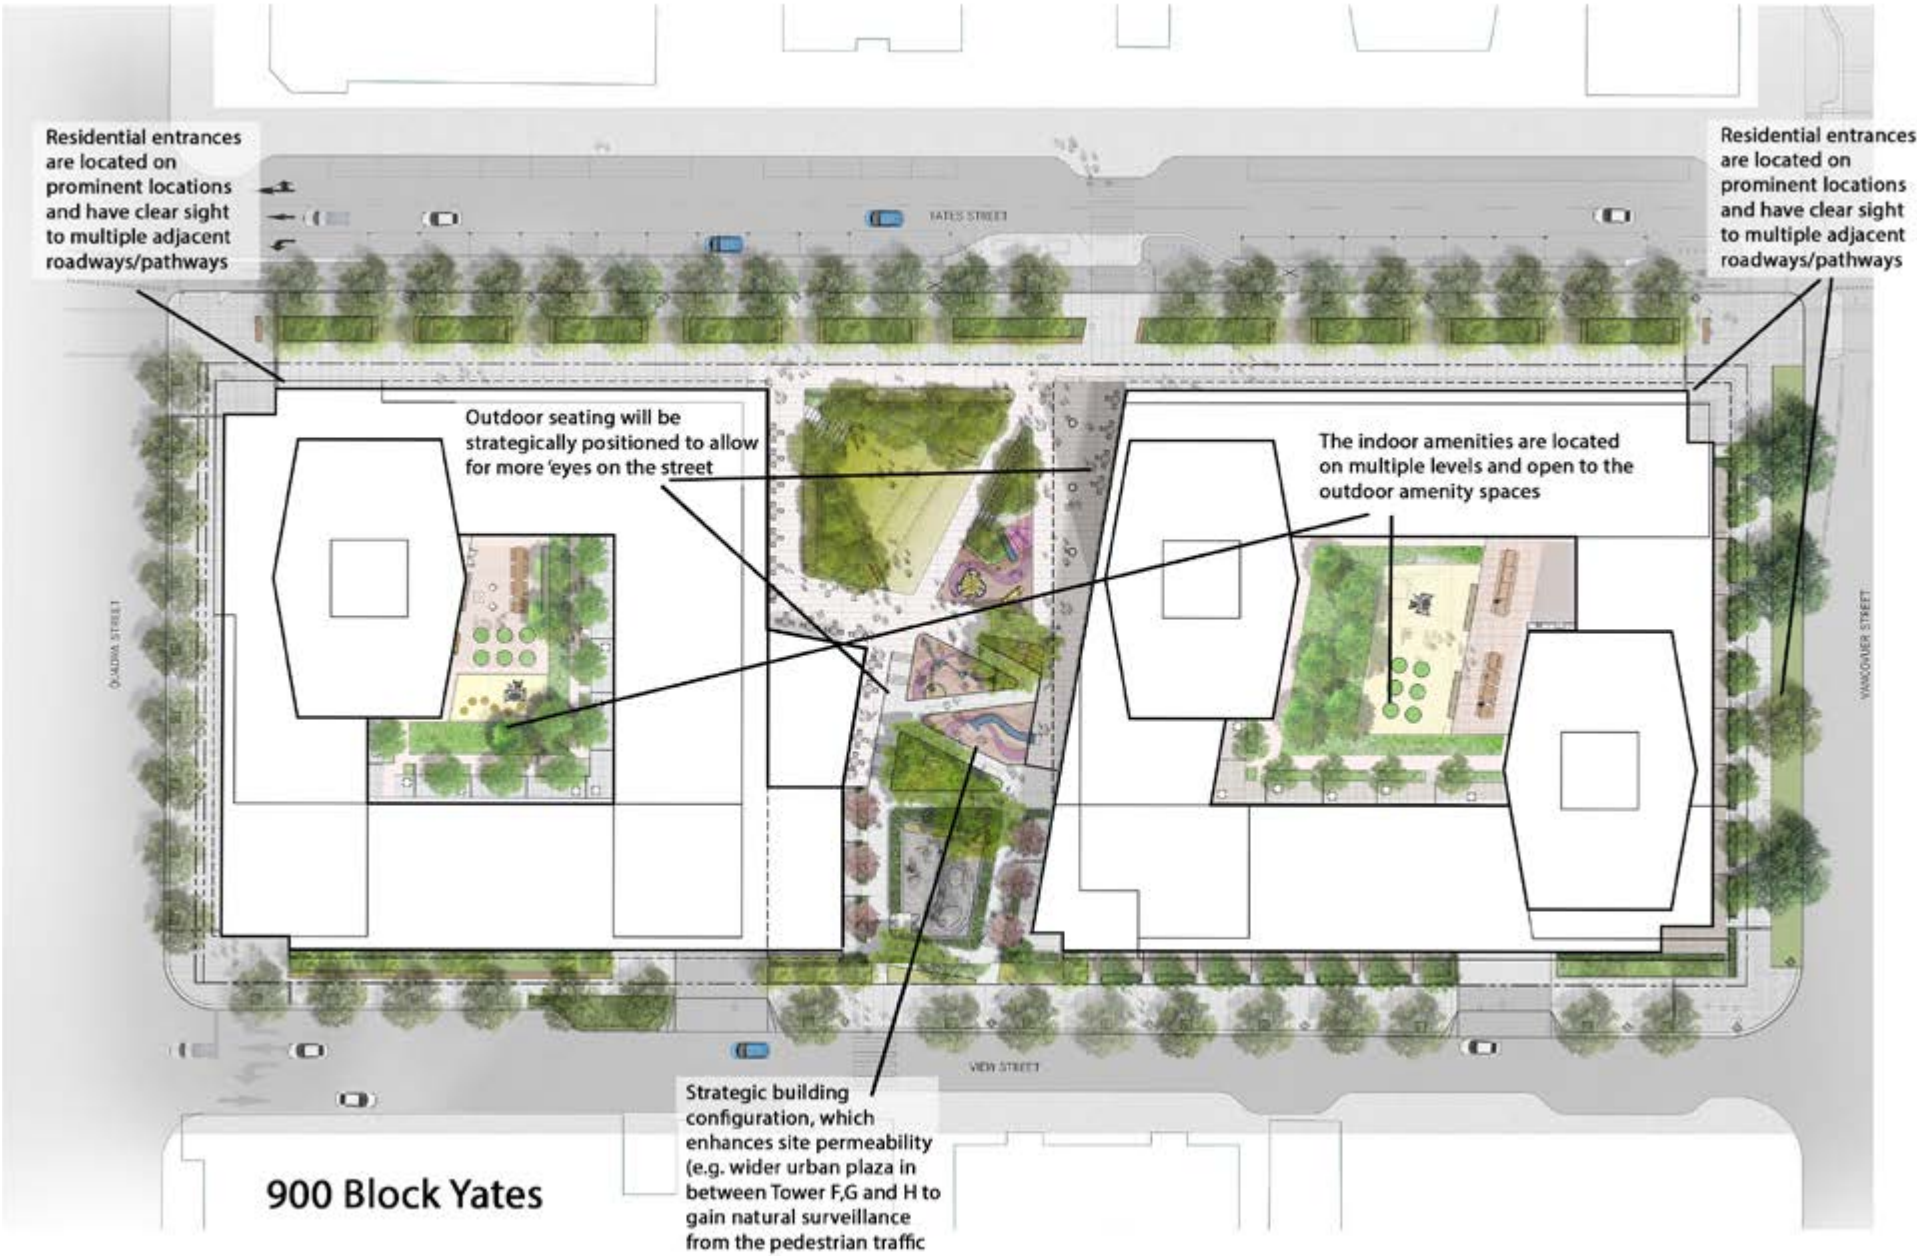 Residential entrances
are located on
prominent locations
and have clear sight
to multiple adjacent
roadways/pathways
Residential entrances
are located on
prominent locations
and have clear sight
to multiple adjacent
roadways/pathways
YATES STREET
Outdoor seating will be
strategically positioned to allow
for more 'eyes on the street
The indoor amenities are located
on multiple levels and open to the
outdoor amenity spaces
QUADRA STREET
VANCOVUER STREET
VIEW STREET
Strategic building
configuration, which
enhances site permeability
(e.g. wider urban plaza in
between Tower F,G and H to
gain natural surveillance
from the pedestrian traffic
900 Block Yates